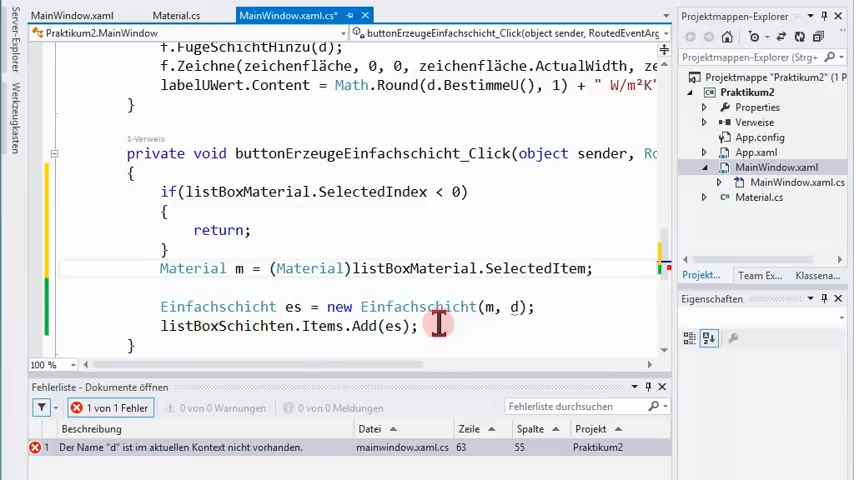 MainWindow.xaml
Material.cs
MainWindow.xaml.cs*
Projektmappen-Explorer
Server-Explorer
Werkzeugkasten
Praktikum2.MainWindow
buttonErzeugeEinfachschicht_Click(object sender, RoutedEventArg
f.FügeSchichtHinzu(d);
f.Zeichne(zeichenfläche, 0, 0, zeichenfläche.ActualWidth, ze
labelUWert.Content = Math.Round(d.BestimmeU(), 1) + " W/m²K"
}
1-Verweis
private void buttonErzeugeEinfachschicht_Click(object sender, Ro
{
if(listBoxMaterial.SelectedIndex < 0)
{
return;
}
Material m = (Material)listBoxMaterial.SelectedItem;
Einfachschicht es = new Einfachschicht(m, d);
listBoxSchichten.Items.Add(es);
}
100 %
Projektmappen-Explorer (Strg+
Projektmappe "Praktikum2" (
Praktikum2
Properties
Verweise
App.config
App.xaml
MainWindow.xaml
MainWindow.xaml.cs
Material.cs
Projekt...
Team Ex...
Klassena...
Eigenschaften
Fehlerliste - Dokumente öffnen
1 von 1 Fehler
0 von 0 Warnungen
0 von 0 Meldungen
Fehlerliste durchsuchen
Beschreibung
Datei
Zeile
Spalte
Projekt
1 Der Name "d" ist im aktuellen Kontext nicht vorhanden.
mainwindow.xaml.cs
63
55
Praktikum2